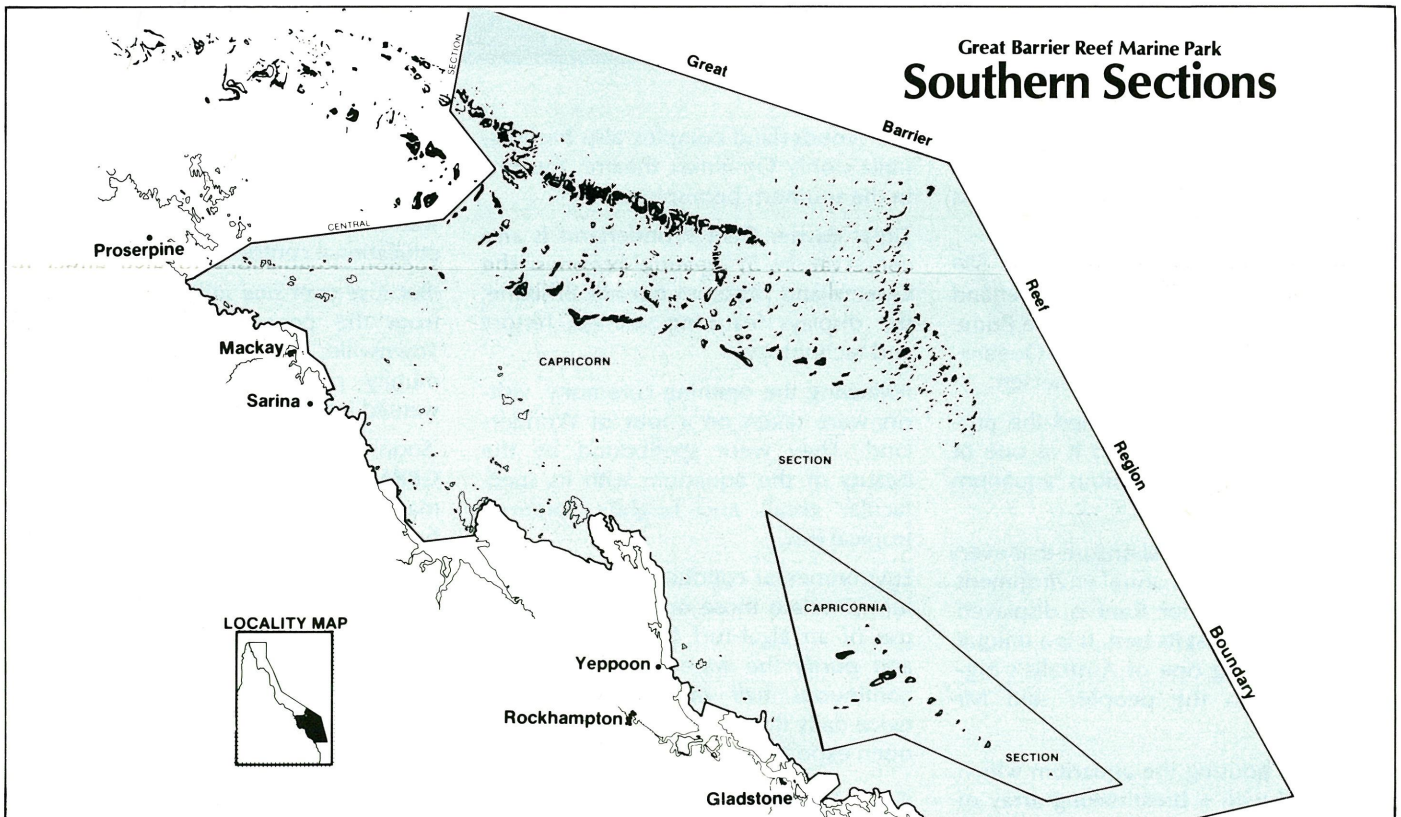 Great Barrier Reef Marine Park
Southern Sections
SECTION
Great
Barrier
Reef
Region
Boundary
CENTRAL
Proserpine
Mackay
Sarina
CAPRICORN
SECTION
CAPRICORNIA
SECTION
LOCALITY MAP
Yeppoon
Rockhampton
Gladstone